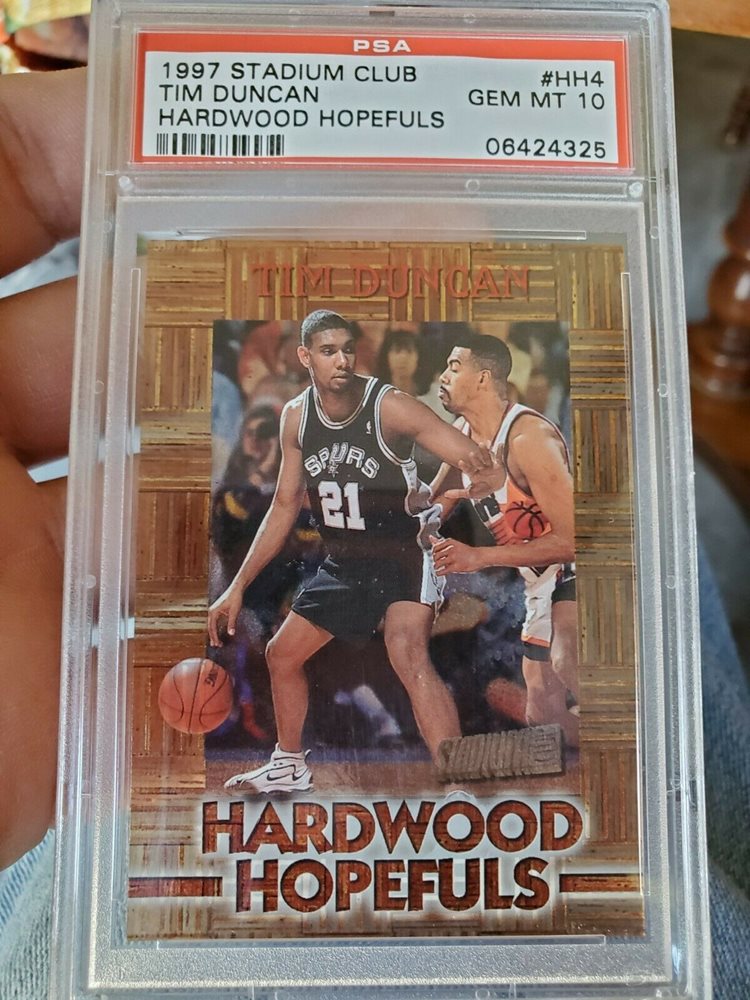 PSA
1997 STADIUM CLUB #HH4
TIM DUNCAN GEM MT 10
HARDWOOD HOPEFULS
06424325
TIM DUNCAN
SPURS
21
STADIUM
HARDWOOD
HOPEFULS